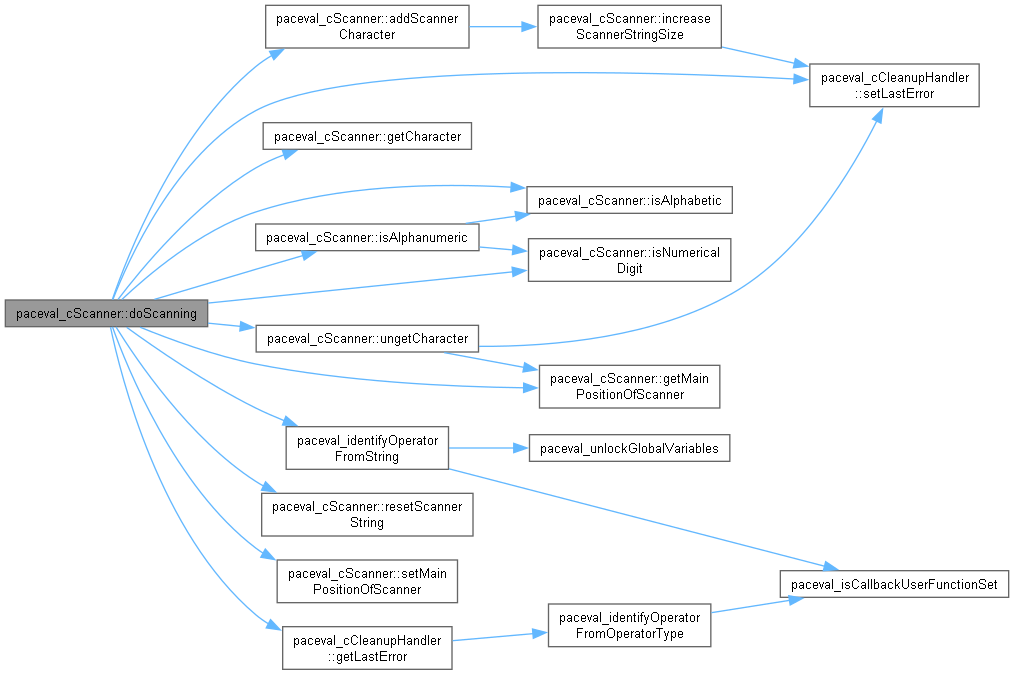 paceval_cScanner::addScanner
Character
paceval_cScanner::increase
ScannerStringSize
paceval_cCleanupHandler
::setLastError
paceval_cScanner::getCharacter
paceval_cScanner::isAlphabetic
paceval_cScanner::isAlphanumeric
paceval_cScanner::isNumerical
Digit
paceval_cScanner::doScanning
paceval_cScanner::ungetCharacter
paceval_cScanner::getMain
PositionOfScanner
paceval_identifyOperator
FromString
paceval_unlockGlobalVariables
paceval_cScanner::resetScanner
String
paceval_cScanner::setMain
PositionOfScanner
paceval_isCallbackUserFunctionSet
paceval_identifyOperator
FromOperatorType
paceval_cCleanupHandler
::getLastError